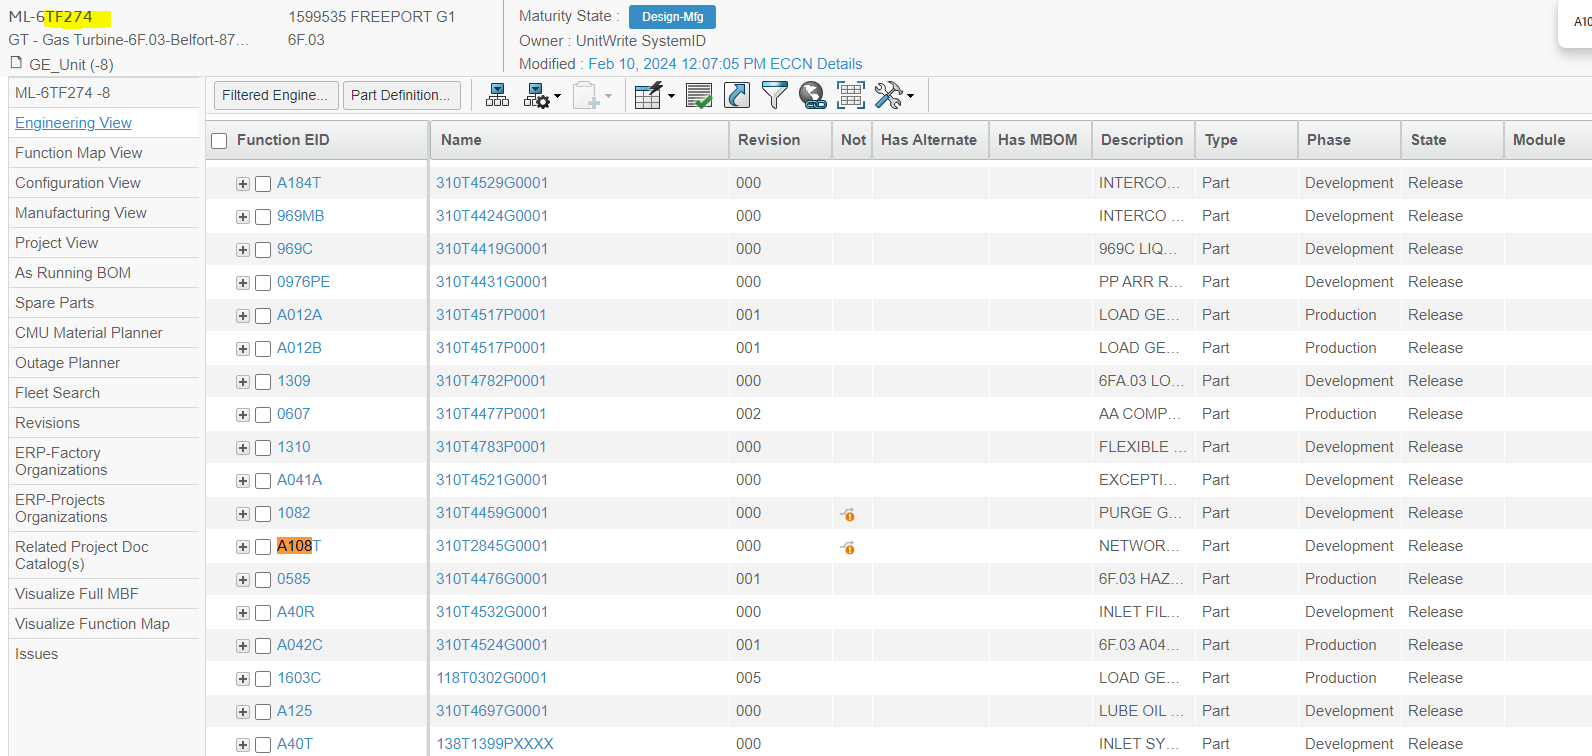 ML-6TF274 1599535 FREEPORT G1 Maturity State : Design-Mfg
GT - Gas Turbine-6F.03-Belfort-87... 6F.03 Owner : UnitWrite SystemID
GE_Unit (-8) Modified : Feb 10, 2024 12:07:05 PM ECCN Details
A10
ML-6TF274 -8
Engineering View
Function Map View
Configuration View
Manufacturing View
Project View
As Running BOM
Spare Parts
CMU Material Planner
Outage Planner
Fleet Search
Revisions
ERP-Factory
Organizations
ERP-Projects
Organizations
Related Project Doc
Catalog(s)
Visualize Full MBF
Visualize Function Map
Issues
Filtered Engine... Part Definition...
Function EID Name Revision Not Has Alternate Has MBOM Description Type Phase State Module
A184T 310T4529G0001 000 INTERCO... Part Development Release
969MB 310T4424G0001 000 INTERCO ... Part Development Release
969C 310T4419G0001 000 969C LIQ... Part Development Release
0976PE 310T4431G0001 000 PP ARR R... Part Development Release
A012A 310T4517P0001 001 LOAD GE... Part Production Release
A012B 310T4517P0001 001 LOAD GE... Part Production Release
1309 310T4782P0001 000 6FA.03 LO... Part Development Release
0607 310T4477P0001 002 AA COMP... Part Production Release
1310 310T4783P0001 000 FLEXIBLE ... Part Development Release
A041A 310T4521G0001 000 EXCEPTI... Part Development Release
1082 310T4459G0001 000 PURGE G... Part Development Release
A108T 310T2845G0001 000 NETWOR... Part Development Release
0585 310T4476G0001 001 6F.03 HAZ... Part Production Release
A40R 310T4532G0001 000 INLET FIL... Part Development Release
A042C 310T4524G0001 001 6F.03 A04... Part Production Release
1603C 118T0302G0001 005 LOAD GE... Part Production Release
A125 310T4697G0001 000 LUBE OIL ... Part Development Release
A40T 138T1399PXXXX 000 INLET SY... Part Development Release